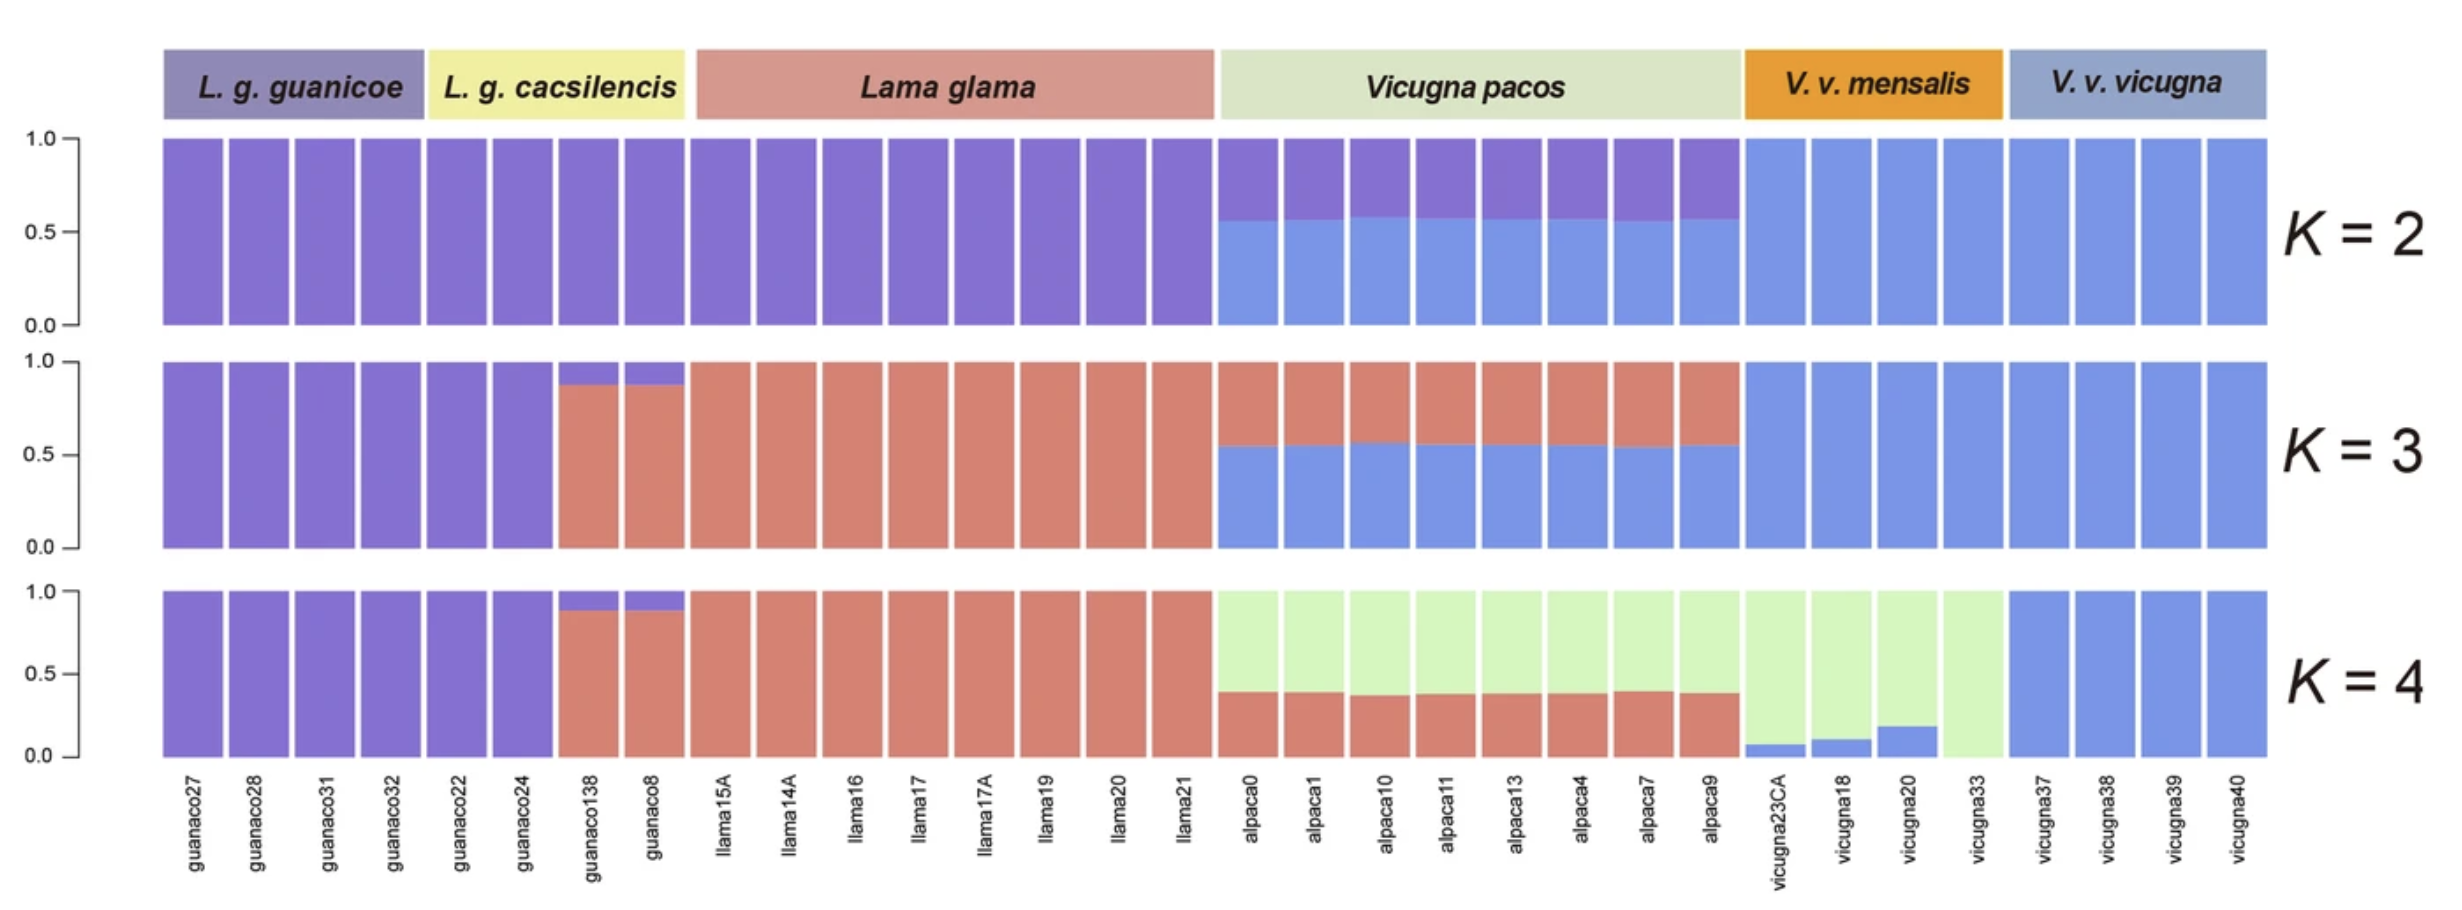 L. g. guanicoe L. g. cacsilencis Lama glama Vicugna pacos V. v. mensalis V. v. vicugna
1.0
0.5
0.0
K = 2
1.0
0.5
0.0
K = 3
1.0
0.5
0.0
K = 4
guanaco27
guanaco28
guanaco31
guanaco32
guanaco22
guanaco24
guanaco138
guanaco8
llama15A
llama14A
llama16
llama17
llama17A
llama19
llama20
llama21
alpaca0
alpaca1
alpaca10
alpaca11
alpaca13
alpaca4
alpaca7
alpaca9
vicugna23CA
vicugna18
vicugna20
vicugna33
vicugna37
vicugna38
vicugna39
vicugna40